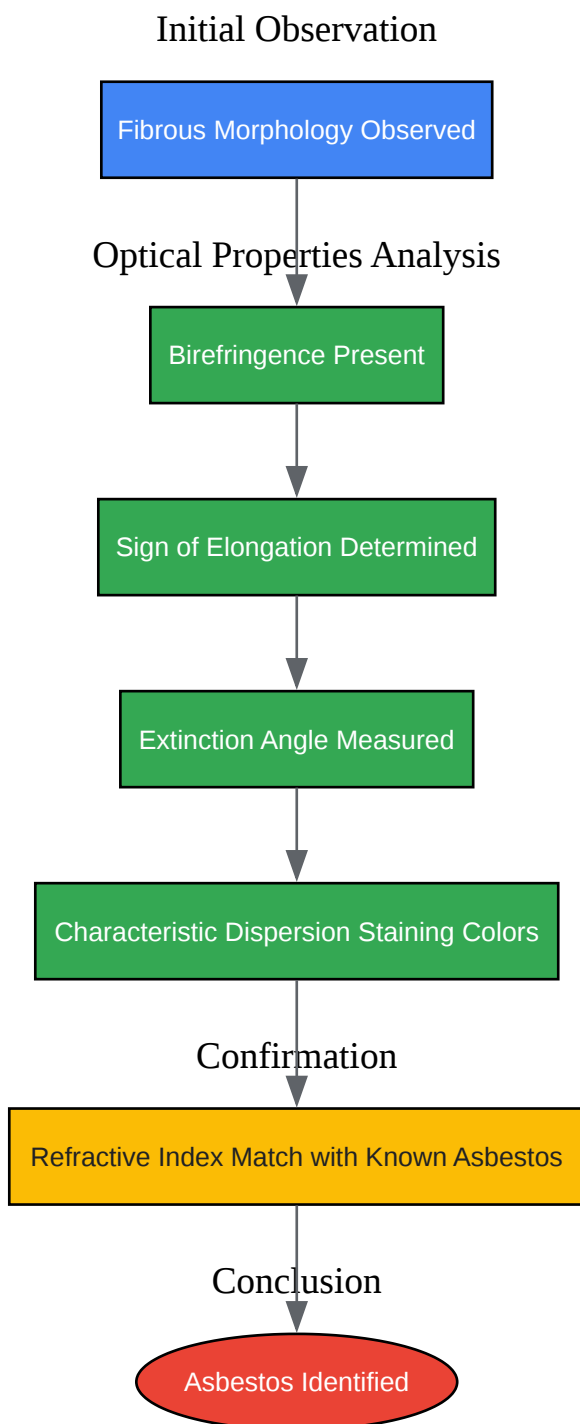 Initial Observation
Fibrous Morphology Observed
Optical Properties Analysis
Birefringence Present
Sign of Elongation Determined
Extinction Angle Measured
Characteristic Dispersion Staining Colors
Confirmation
Refractive Index Match with Known Asbestos
Conclusion
Asbestos Identified